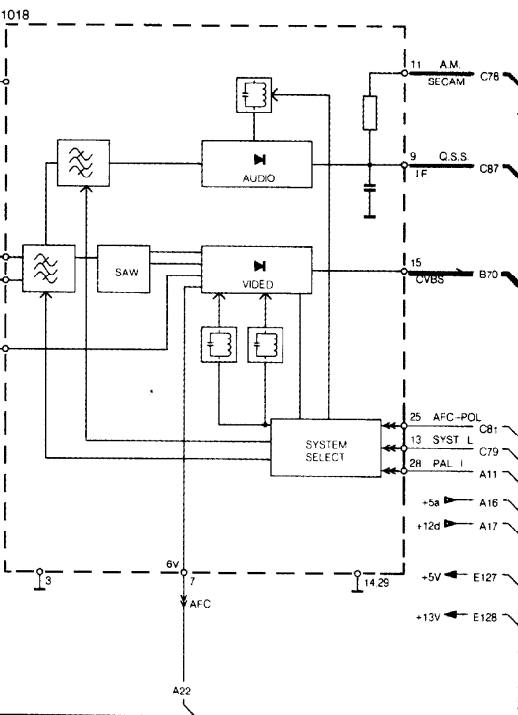 1018
11 A.M.
SECAM C78
AUDIO
9 Q.S.S.
I F C87
SAW
VIDEO
15
CVBS B70
SYSTEM
SELECT
25 AFC-POL
C81
13 SYST L
C79
28 PAL I
A11
+5a A16
+12d A17
6V
3
7
14.29
+5V E127
AFC
+13V E128
A22